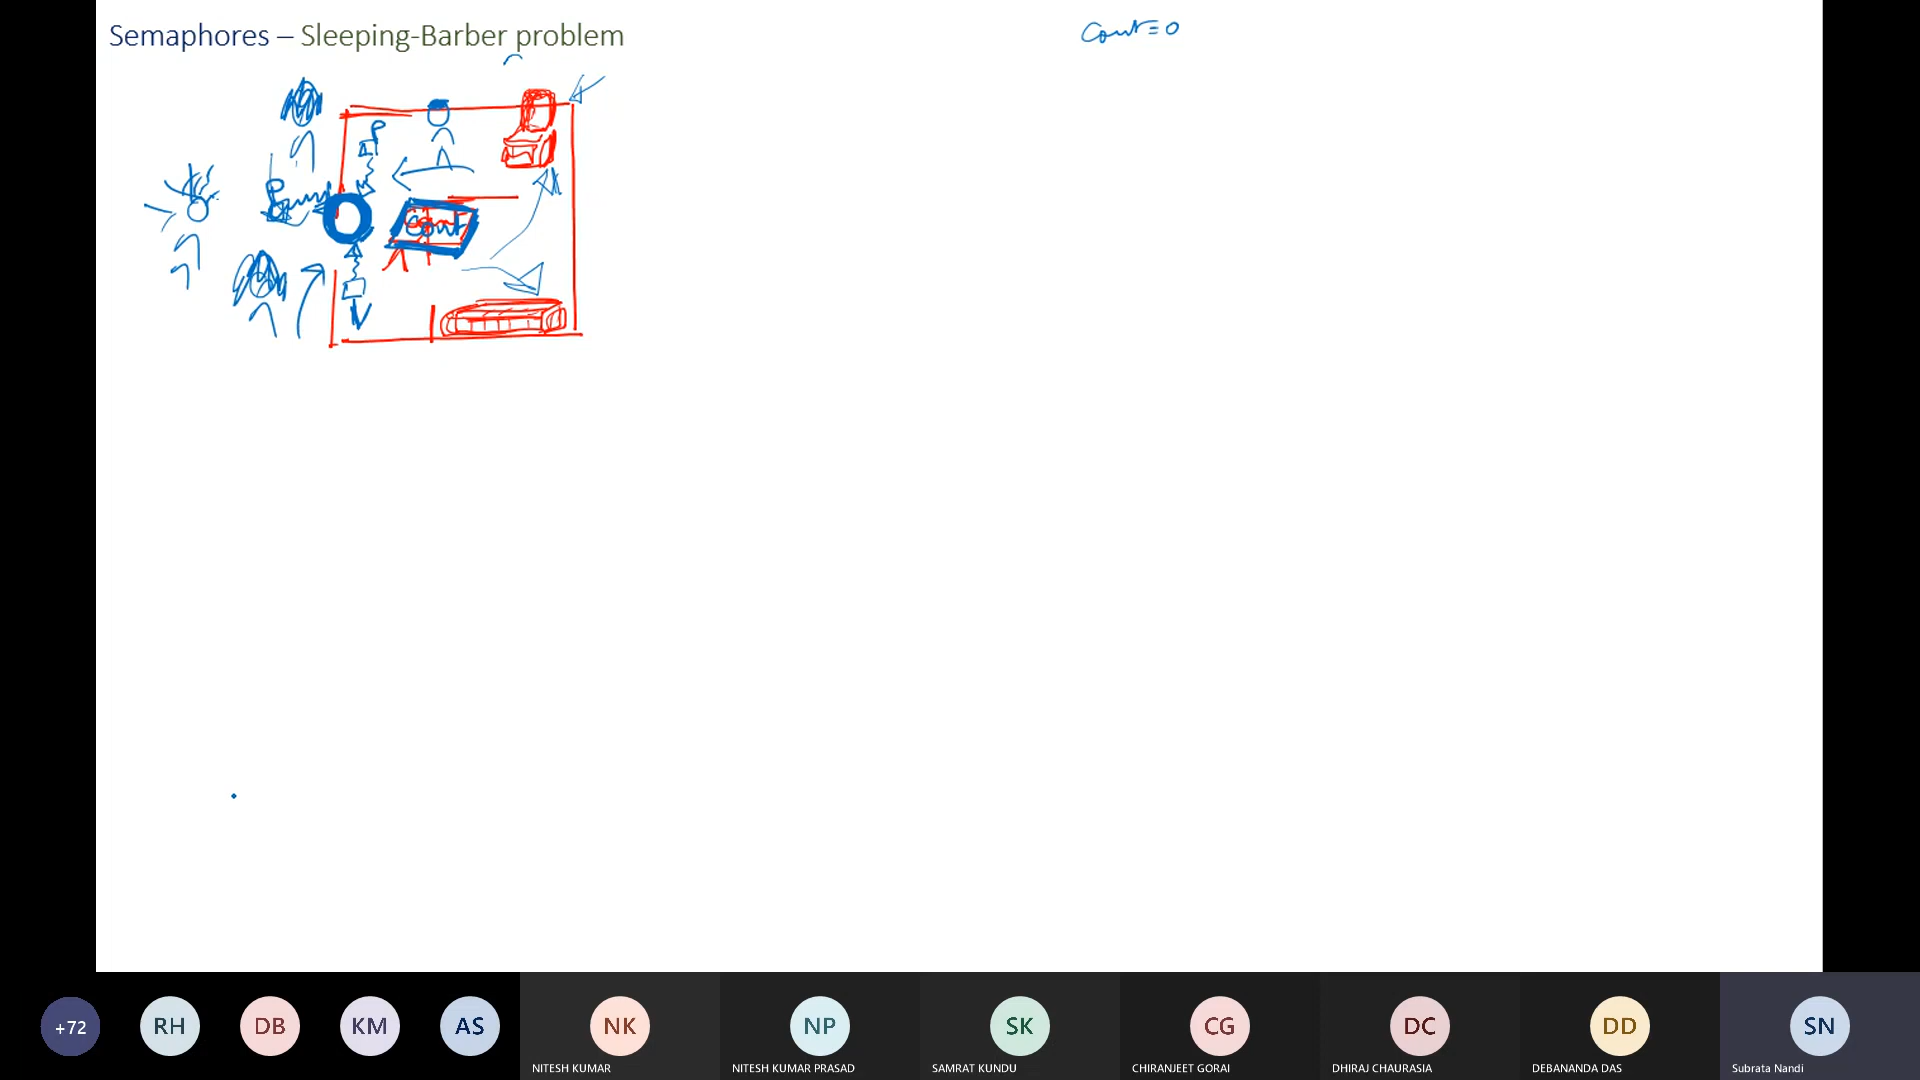 Semaphores – Sleeping-Barber problem
Count = 0
P
Count
V
+72
RH
DB
KM
AS
NK
NP
SK
CG
DC
DD
SN
NITESH KUMAR
NITESH KUMAR PRASAD
SAMRAT KUNDU
CHIRANJEET GORAI
DHIRAJ CHAURASIA
DEBANANDA DAS
Subrata Nandi